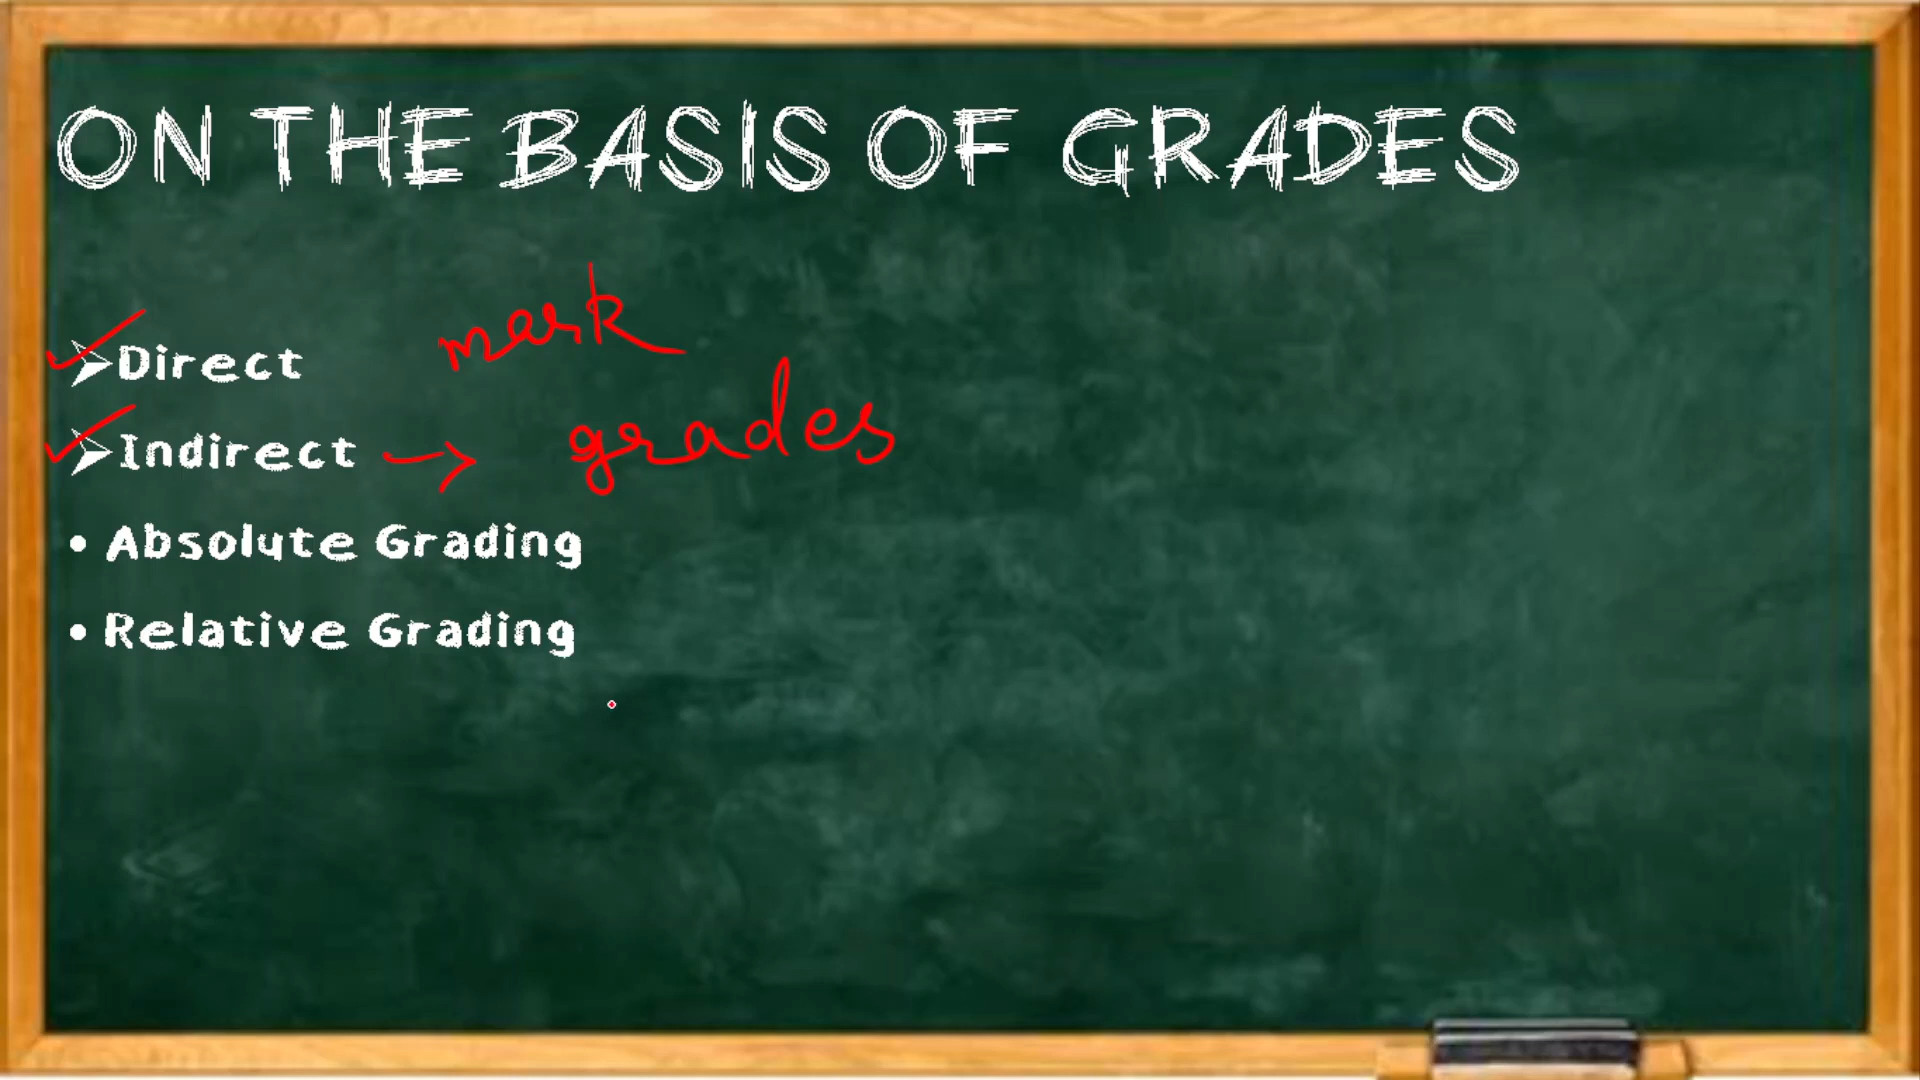 ON THE BASIS OF GRADES
mark
Direct
Indirect → grades
• Absolute Grading
• Relative Grading